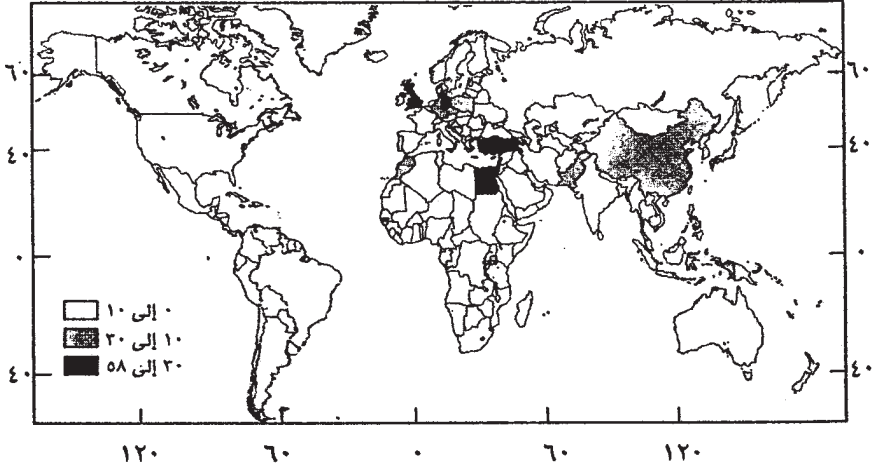 ٦٠ ٦٠
٤٠ ٤٠
٠ ٠
٠ إلى ١٠
١٠ إلى ٣٠
٣٠ إلى ٥٨
٤٠ ٤٠
١٢٠ ٦٠ ٠ ٦٠ ١٢٠